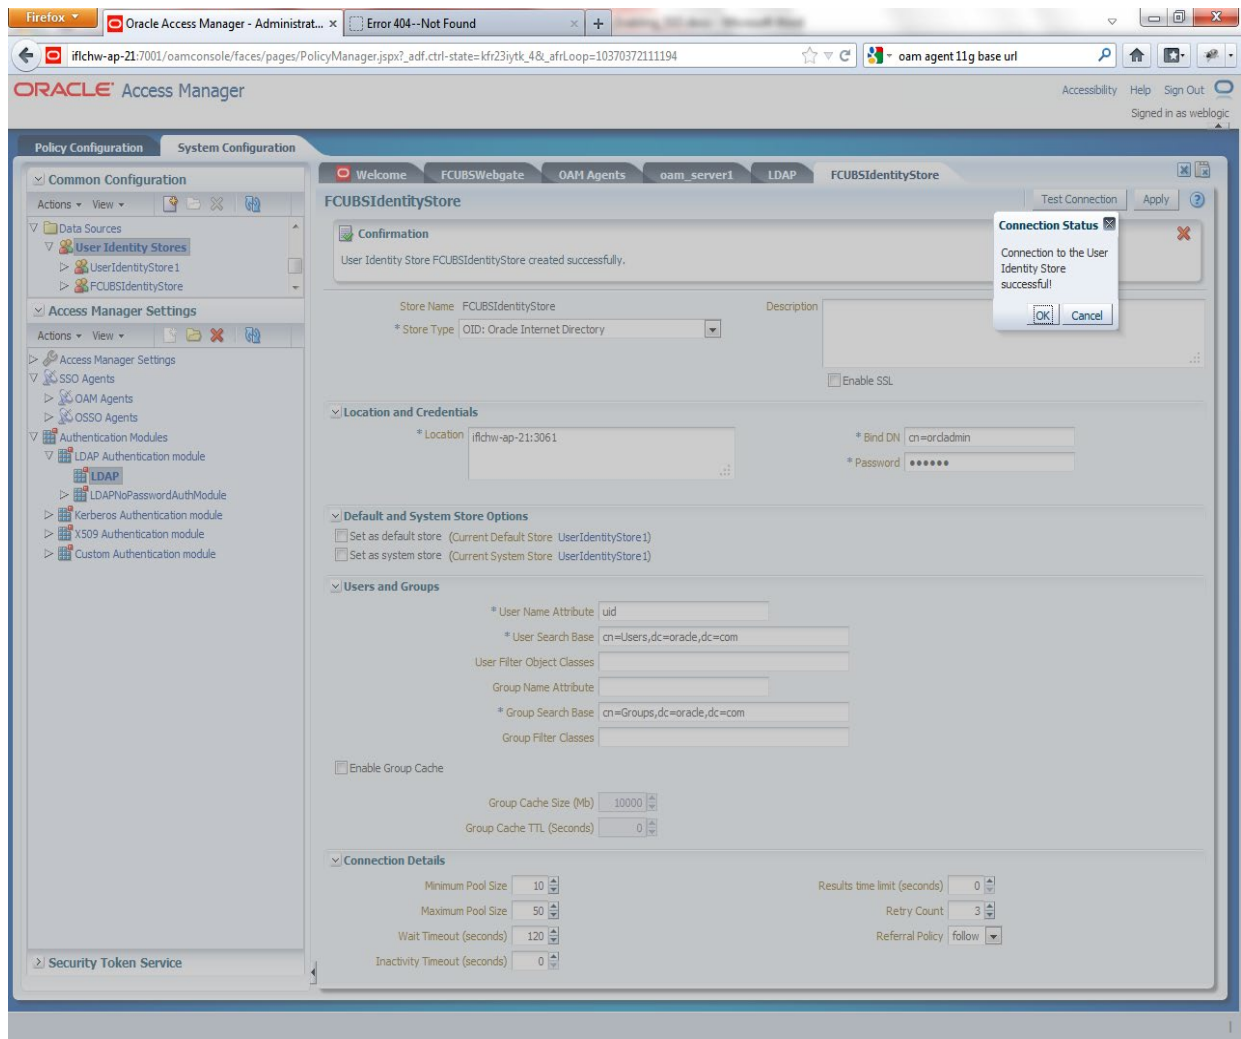 Firefox
Oracle Access Manager - Administrat... ×
Error 404--Not Found ×
+
iflchw-ap-21:7001/oamconsole/faces/pages/PolicyManager.jspx?_adf.ctrl-state=kfr23iytk_4&_afrLoop=10370372111194
oam agent 11g base url
ORACLE Access Manager
Accessibility Help Sign Out
Signed in as weblogic
Policy Configuration
System Configuration
Common Configuration
Actions View
Data Sources
User Identity Stores
UserIdentityStore1
FCUBSIdentityStore
Access Manager Settings
Actions View
Access Manager Settings
SSO Agents
OAM Agents
OSSO Agents
Authentication Modules
LDAP Authentication module
LDAP
LDAPNoPasswordAuthModule
Kerberos Authentication module
X509 Authentication module
Custom Authentication module
Security Token Service
Welcome
FCUBSWebgate
OAM Agents
oam_server1
LDAP
FCUBSIdentityStore
FCUBSIdentityStore
Test Connection
Apply
Confirmation
User Identity Store FCUBSIdentityStore created successfully.
Connection Status
Connection to the User
Identity Store
successful!
OK
Cancel
Store Name FCUBSIdentityStore
* Store Type OID: Oracle Internet Directory
Description
Enable SSL
Location and Credentials
* Location iflchw-ap-21:3061
* Bind DN cn=orcladmin
* Password ●●●●●●
Default and System Store Options
Set as default store (Current Default Store UserIdentityStore1)
Set as system store (Current System Store UserIdentityStore1)
Users and Groups
* User Name Attribute uid
* User Search Base cn=Users,dc=oracle,dc=com
User Filter Object Classes
Group Name Attribute
* Group Search Base cn=Groups,dc=oracle,dc=com
Group Filter Classes
Enable Group Cache
Group Cache Size (Mb) 10000
Group Cache TTL (Seconds) 0
Connection Details
Minimum Pool Size 10
Maximum Pool Size 50
Wait Timeout (seconds) 120
Inactivity Timeout (seconds) 0
Results time limit (seconds) 0
Retry Count 3
Referral Policy follow